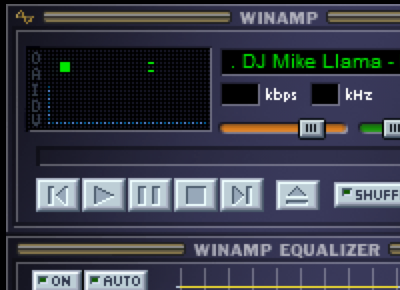 WINAMP
O
A
I
D
V
. DJ Mike Llama -
kbps
kHz
SHUFF
WINAMP EQUALIZER
ON
AUTO